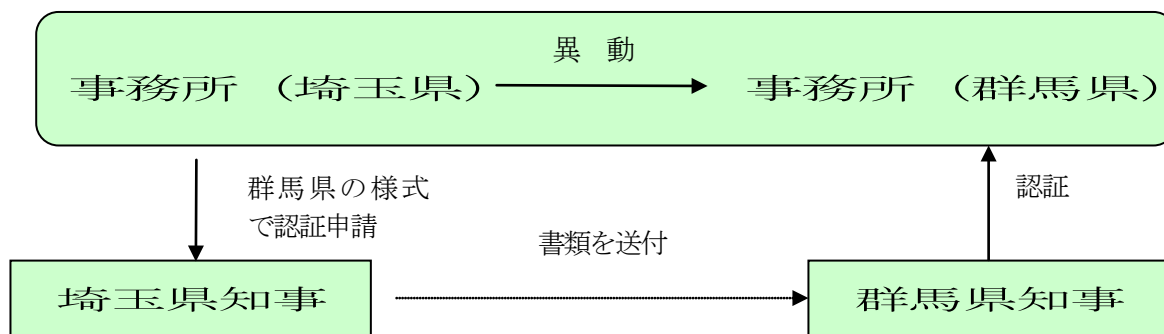 異　動
事務所（埼玉県）
事務所（群馬県）
群馬県の様式
で認証申請
認証
書類を送付
埼玉県知事
群馬県知事